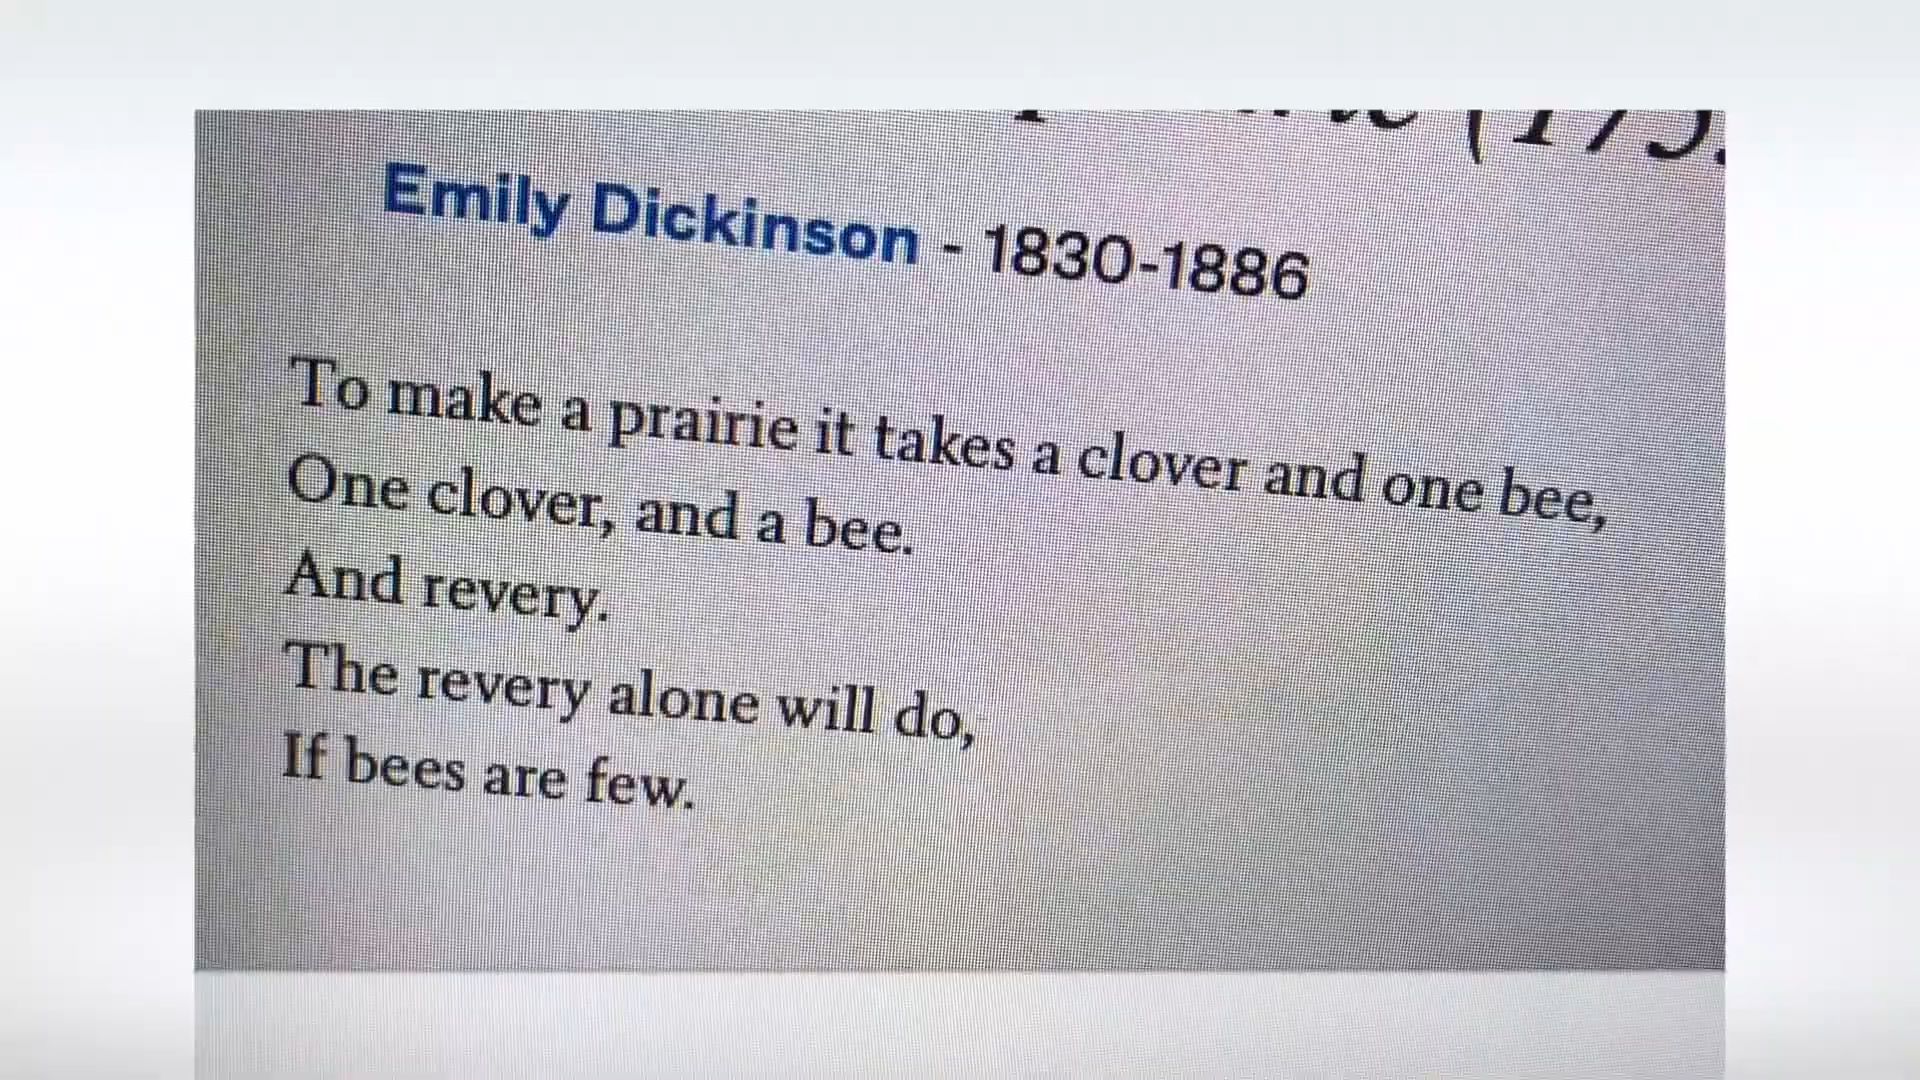 Emily Dickinson - 1830-1886
To make a prairie it takes a clover and one bee,
One clover, and a bee.
And revery.
The revery alone will do,
If bees are few.